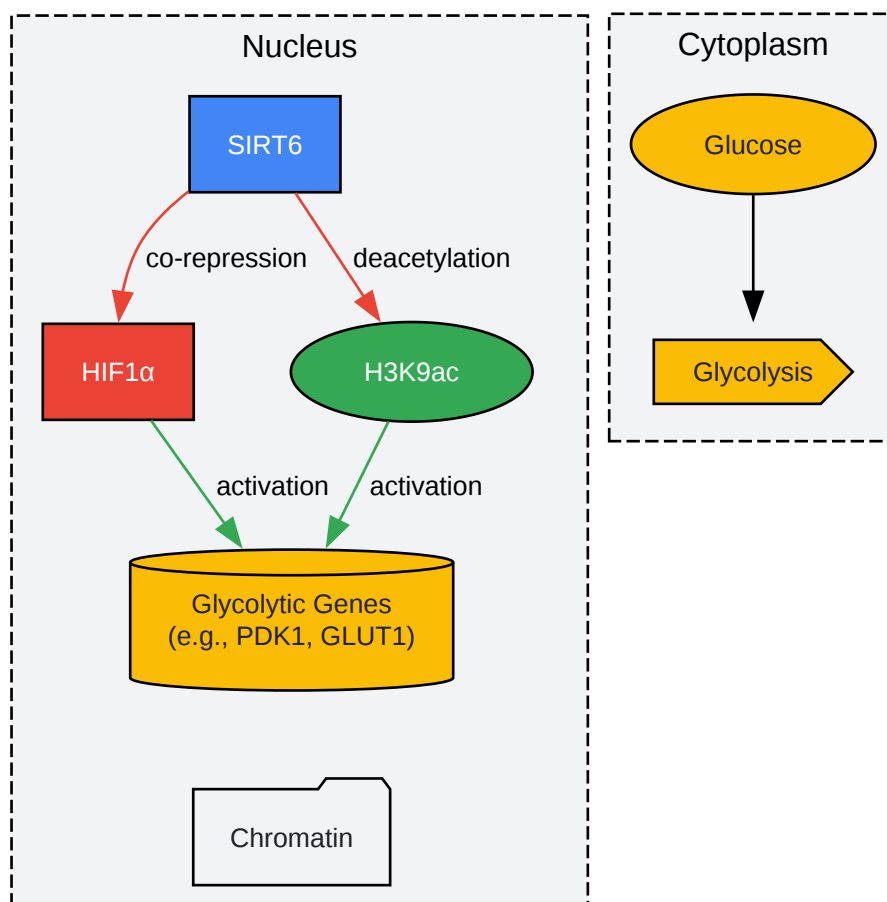 Nucleus
Cytoplasm
SIRT6
Glucose
co-repression
deacetylation
HIF1α
H3K9ac
Glycolysis
activation
activation
Glycolytic Genes
(e.g., PDK1, GLUT1)
Chromatin